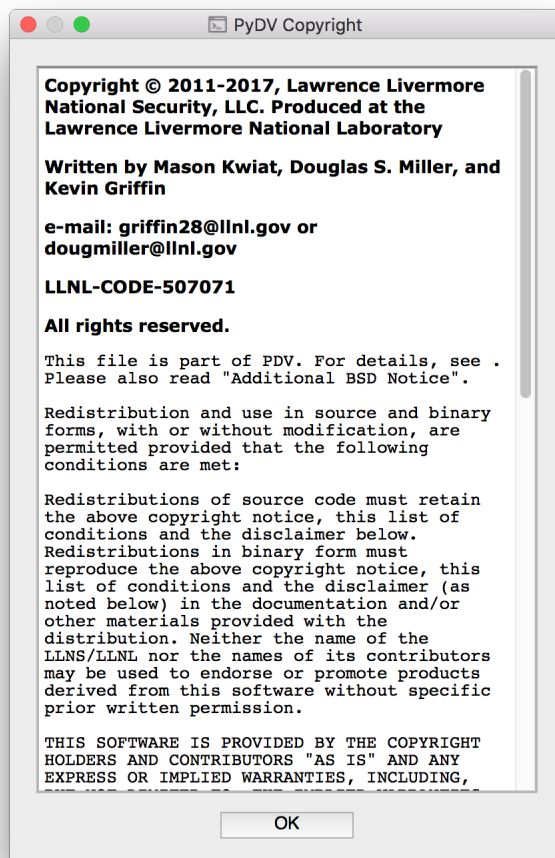 PyDV Copyright
Copyright © 2011-2017, Lawrence Livermore
National Security, LLC. Produced at the
Lawrence Livermore National Laboratory
Written by Mason Kwiat, Douglas S. Miller, and
Kevin Griffin
e-mail: griffin28@llnl.gov or
dougmiller@llnl.gov
LLNL-CODE-507071
All rights reserved.
This file is part of PDV. For details, see .
Please also read "Additional BSD Notice".
Redistribution and use in source and binary
forms, with or without modification, are
permitted provided that the following
conditions are met:
Redistributions of source code must retain
the above copyright notice, this list of
conditions and the disclaimer below.
Redistributions in binary form must
reproduce the above copyright notice, this
list of conditions and the disclaimer (as
noted below) in the documentation and/or
other materials provided with the
distribution. Neither the name of the
LLNS/LLNL nor the names of its contributors
may be used to endorse or promote products
derived from this software without specific
prior written permission.
THIS SOFTWARE IS PROVIDED BY THE COPYRIGHT
HOLDERS AND CONTRIBUTORS "AS IS" AND ANY
EXPRESS OR IMPLIED WARRANTIES, INCLUDING,
OK